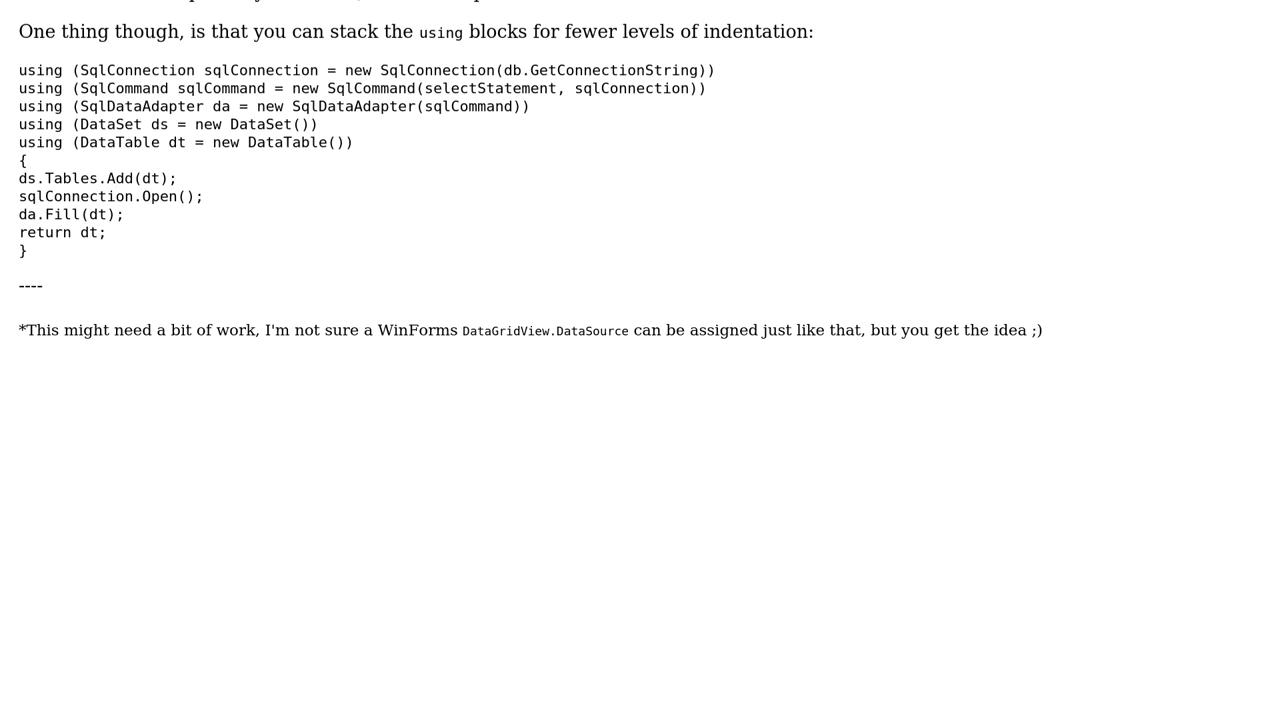 One thing though, is that you can stack the using blocks for fewer levels of indentation:
using (SqlConnection sqlConnection = new SqlConnection(db.GetConnectionString))
using (SqlCommand sqlCommand = new SqlCommand(selectStatement, sqlConnection))
using (SqlDataAdapter da = new SqlDataAdapter(sqlCommand))
using (DataSet ds = new DataSet())
using (DataTable dt = new DataTable())
{
ds.Tables.Add(dt);
sqlConnection.Open();
da.Fill(dt);
return dt;
}
----
*This might need a bit of work, I'm not sure a WinForms DataGridView.DataSource can be assigned just like that, but you get the idea ;)